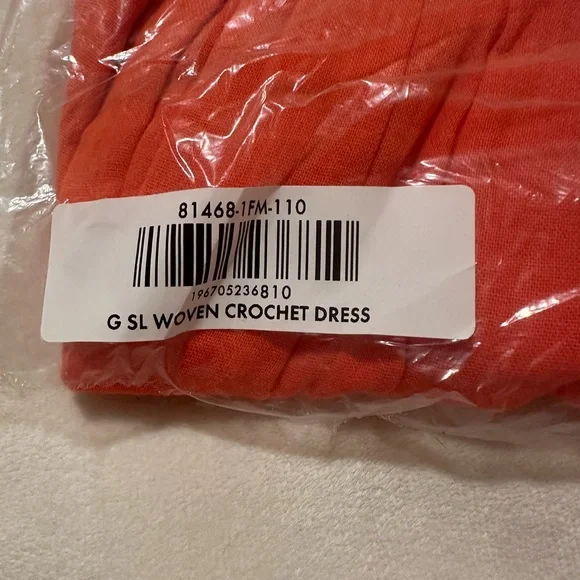 81468-1FM-110
196705236810
G SL WOVEN CROCHET DRESS